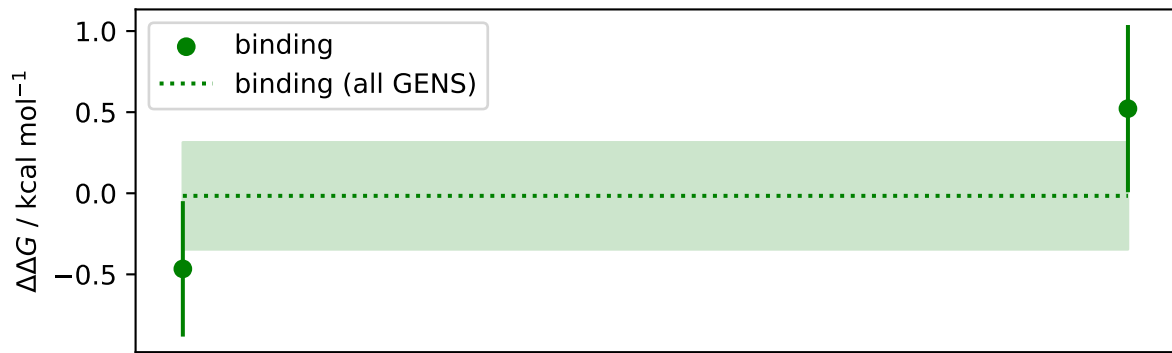 1.0
0.5
0.0
−0.5
ΔΔG / kcal mol⁻¹
binding
binding (all GENS)